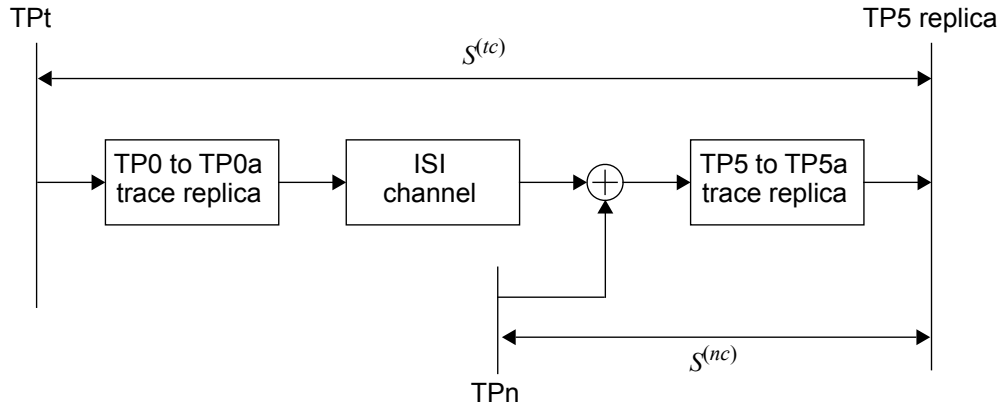 TPt
TP5 replica
S(tc)
TP0 to TP0a
trace replica
ISI
channel
TP5 to TP5a
trace replica
S(nc)
TPn